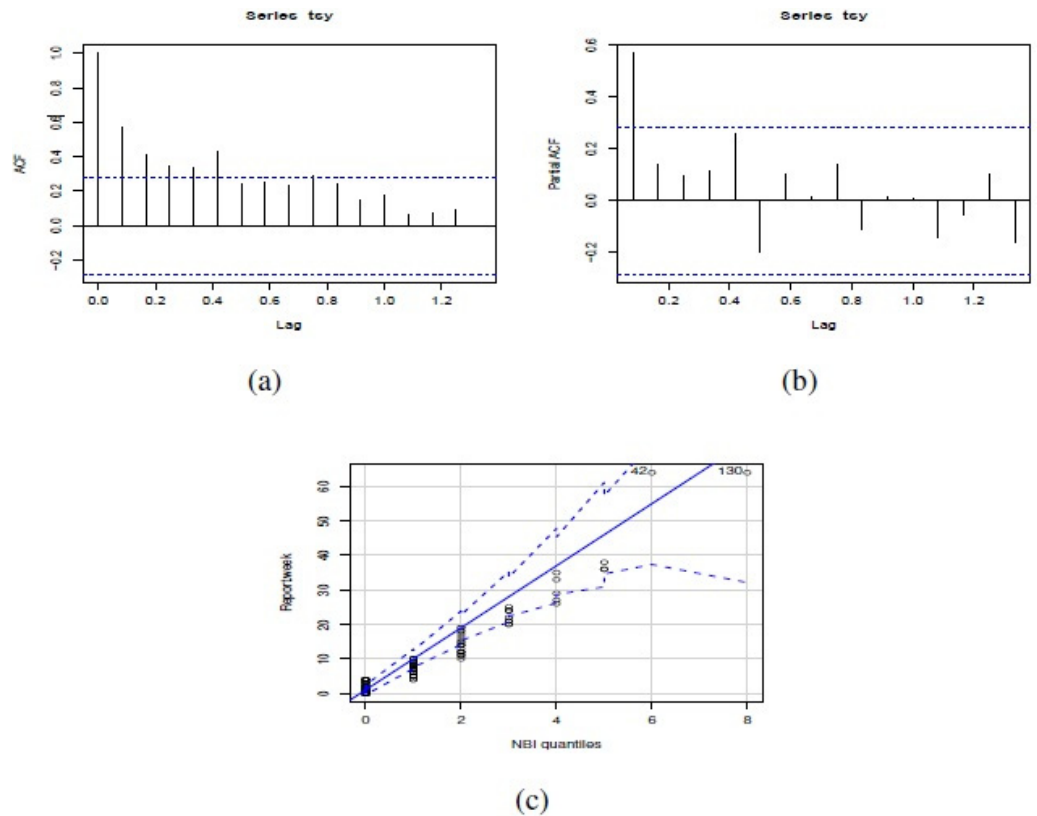 Series tsy
ACF
1.0
0.8
0.6
0.4
0.2
0.0
−0.2
0.0 0.2 0.4 0.6 0.8 1.0 1.2
Lag
(a)
Series tsy
Partial ACF
0.6
0.4
0.2
0.0
−0.2
0.2 0.4 0.6 0.8 1.0 1.2
Lag
(b)
Reportweek
60
50
40
30
20
10
0
42
130
0 2 4 6 8
NBI quantiles
(c)